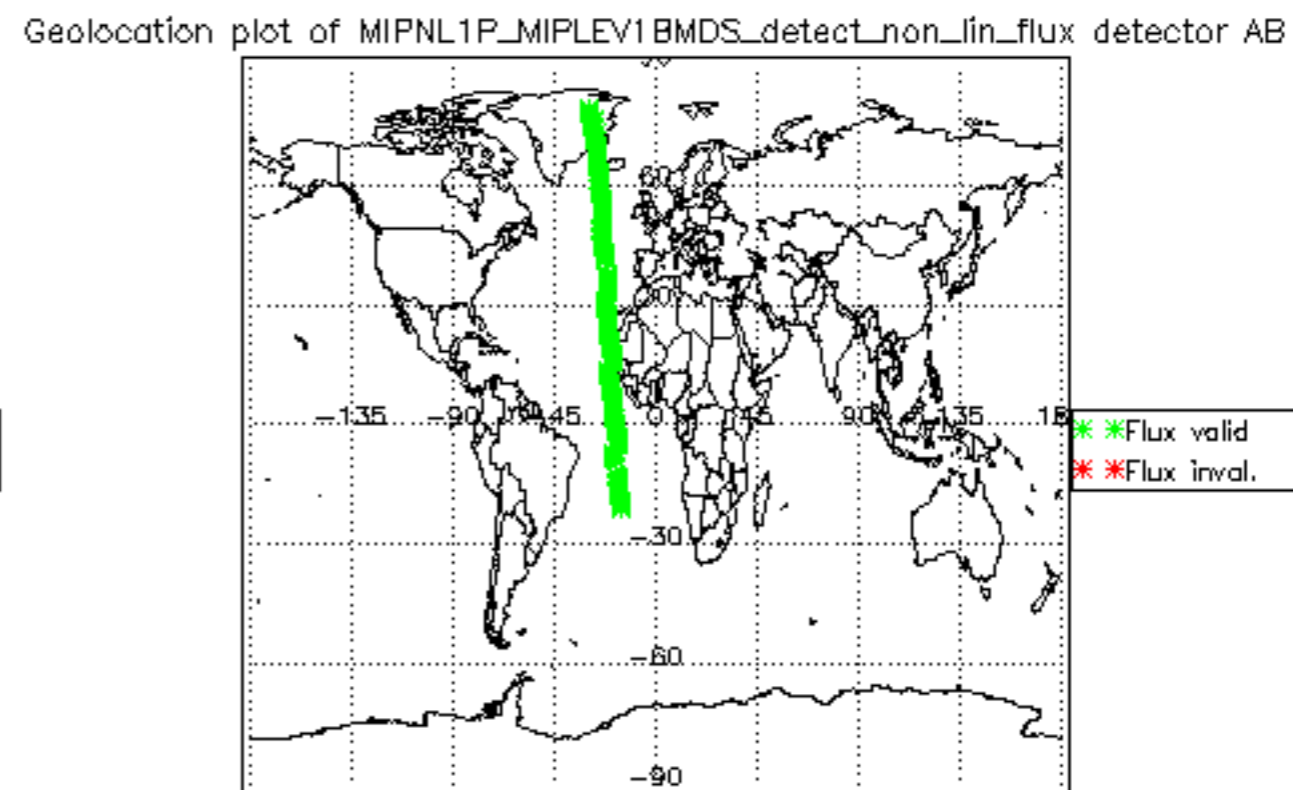 Geolocation plot of MIPNL1P_MIPLEV1BMDS_detect_non_lin_flux detector AB
60
-135 -90 45 0 45 90 135
Flux valid
Flux inval.
-30
-60
-90